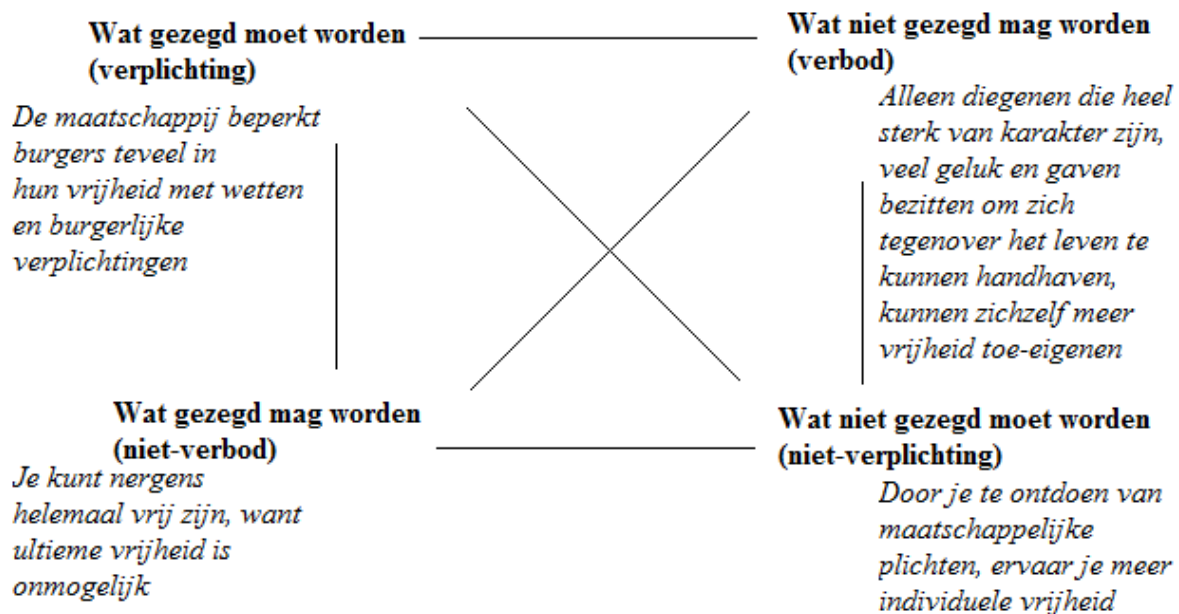 Wat gezegd moet worden
(verplichting)
De maatschappij beperkt
burgers teveel in
hun vrijheid met wetten
en burgerlijke
verplichtingen
Wat niet gezegd mag worden
(verbod)
Alleen diegenen die heel
sterk van karakter zijn,
veel geluk en gaven
bezitten om zich
tegenover het leven te
kunnen handhaven,
kunnen zichzelf meer
vrijheid toe-eigenen
Wat gezegd mag worden
(niet-verbod)
Je kunt nergens
helemaal vrij zijn, want
ultieme vrijheid is
onmogelijk
Wat niet gezegd moet worden
(niet-verplichting)
Door je te ontdoen van
maatschappelijke
plichten, ervaar je meer
individuele vrijheid